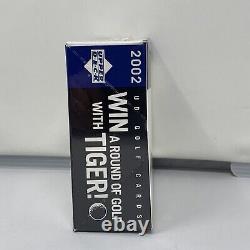 UPPER DECK
2002
UD GOLF CARDS
WIN
A ROUND OF GOLF
WITH TIGER!